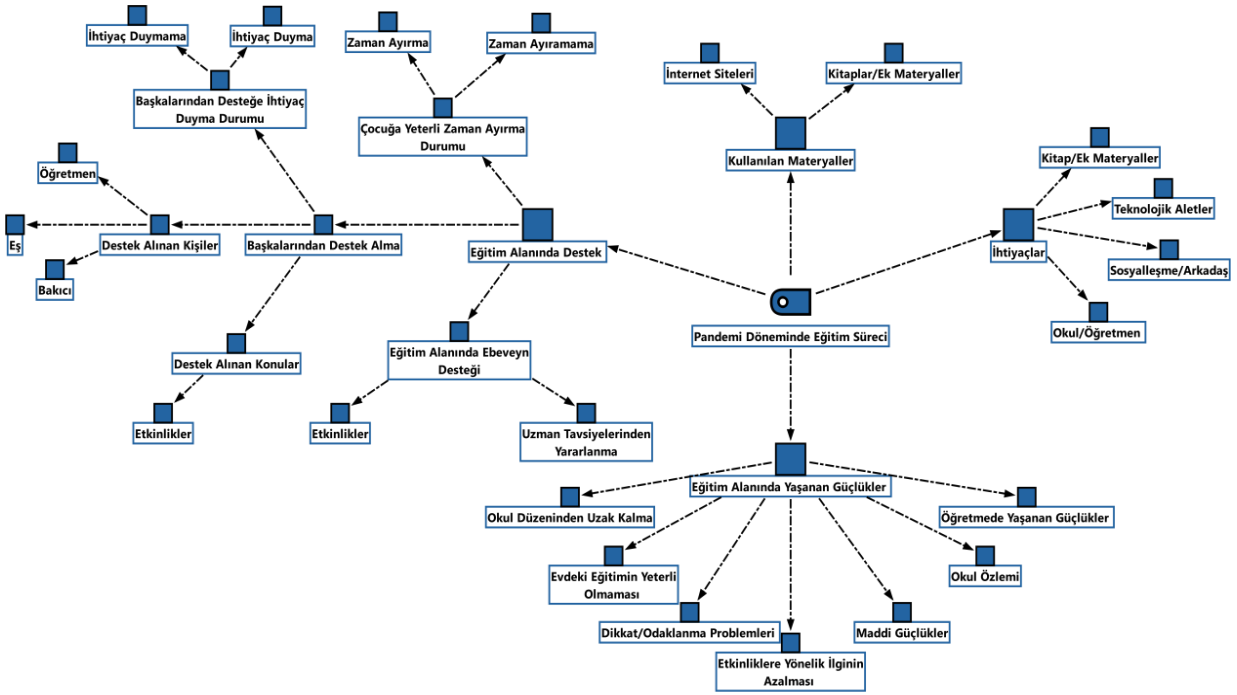 İhtiyaç Duymama
İhtiyaç Duyma
Zaman Ayırma
Zaman Ayıramama
İnternet Siteleri
Kitaplar/Ek Materyaller
Başkalarından Desteğe İhtiyaç
Duyma Durumu
Çocuğa Yeterli Zaman Ayırma
Durumu
Kullanılan Materyaller
Kitap/Ek Materyaller
Öğretmen
Teknolojik Aletler
Eş
Destek Alınan Kişiler
Başkalarından Destek Alma
Eğitim Alanında Destek
İhtiyaçlar
Sosyalleşme/Arkadaş
Bakıcı
Okul/Öğretmen
Pandemi Döneminde Eğitim Süreci
Destek Alınan Konular
Eğitim Alanında Ebeveyn
Desteği
Etkinlikler
Etkinlikler
Uzman Tavsiyelerinden
Yararlanma
Eğitim Alanında Yaşanan Güçlükler
Okul Düzeninden Uzak Kalma
Öğretmede Yaşanan Güçlükler
Evdeki Eğitimin Yeterli
Olmaması
Okul Özlemi
Dikkat/Odaklanma Problemleri
Maddi Güçlükler
Etkinliklere Yönelik İlginin
Azalması